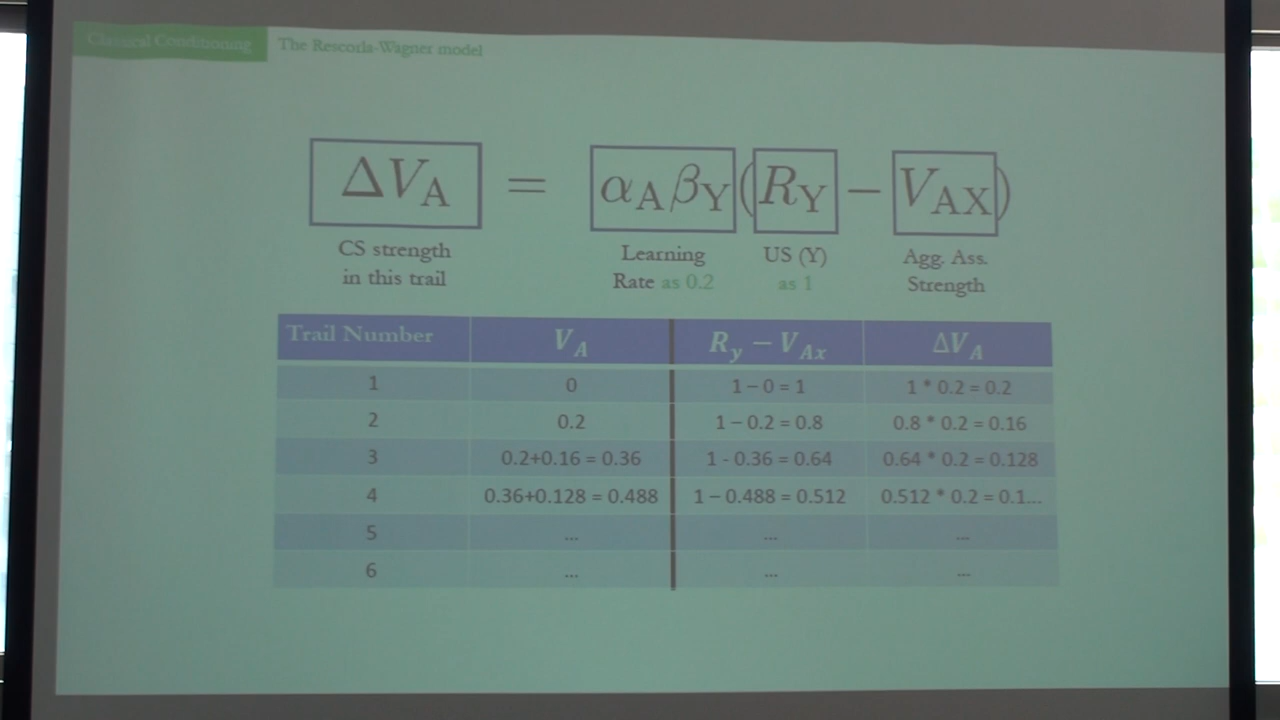 Classical Conditioning The Rescorla-Wagner model
ΔV_A = α_A β_Y (R_Y − V_AX)
CS strength Learning US (Y) Agg. Ass.
in this trail Rate as 0.2 as 1 Strength
Trail Number V_A R_y − V_Ax ΔV_A
1 0 1 – 0 = 1 1 * 0.2 = 0.2
2 0.2 1 – 0.2 = 0.8 0.8 * 0.2 = 0.16
3 0.2+0.16 = 0.36 1 - 0.36 = 0.64 0.64 * 0.2 = 0.128
4 0.36+0.128 = 0.488 1 – 0.488 = 0.512 0.512 * 0.2 = 0.1...
5 ... ... ...
6 ... ... ...